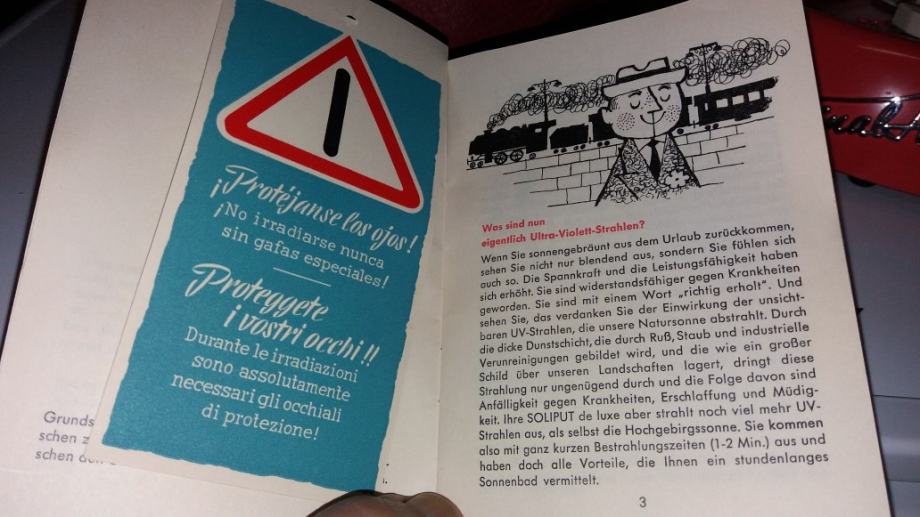 ¡Protéjanse los ojos!
¡No irradiarse nunca
sin gafas especiales!
Proteggete
i vostri occhi!!
Durante le irradiazioni
sono assolutamente
necessari gli occhiali
di protezione!
Grunds
schen z
schen den
Was sind nun
eigentlich Ultra-Violett-Strahlen?
Wenn Sie sonnengebräunt aus dem Urlaub zurückkommen,
sehen Sie nicht nur blendend aus, sondern Sie fühlen sich
auch so. Die Spannkraft und die Leistungsfähigkeit haben
sich erhöht. Sie sind widerstandsfähiger gegen Krankheiten
geworden. Sie sind mit einem Wort „richtig erholt“. Und
sehen Sie, das verdanken Sie der Einwirkung der unsicht-
baren UV-Strahlen, die unsere Natursonne abstrahlt. Durch
die dicke Dunstschicht, die durch Ruß, Staub und industrielle
Verunreinigungen gebildet wird, und die wie ein großer
Schild über unseren Landschaften lagert, dringt diese
Strahlung nur ungenügend durch und die Folge davon sind
Anfälligkeit gegen Krankheiten, Erschlaffung und Müdig-
keit. Ihre SOLIPUT de luxe aber strahlt noch viel mehr UV-
Strahlen aus, als selbst die Hochgebirgssonne. Sie kommen
also mit ganz kurzen Bestrahlungszeiten (1-2 Min.) aus und
haben doch alle Vorteile, die Ihnen ein stundenlanges
Sonnenbad vermittelt.
3